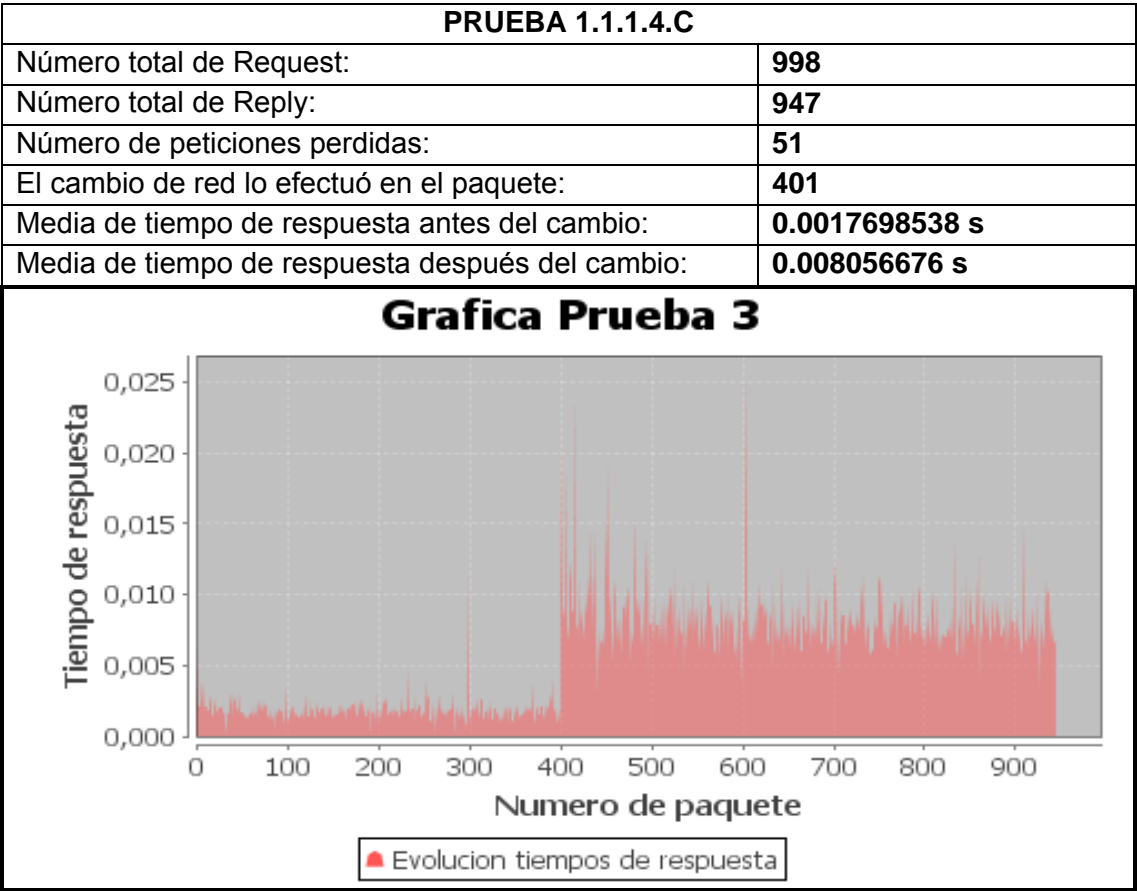 PRUEBA 1.1.1.4.C
Número total de Request: 998
Número total de Reply: 947
Número de peticiones perdidas: 51
El cambio de red lo efectuó en el paquete: 401
Media de tiempo de respuesta antes del cambio: 0.0017698538 s
Media de tiempo de respuesta después del cambio: 0.008056676 s
Grafica Prueba 3
Tiempo de respuesta
0,025
0,020
0,015
0,010
0,005
0,000
0 100 200 300 400 500 600 700 800 900
Numero de paquete
Evolucion tiempos de respuesta